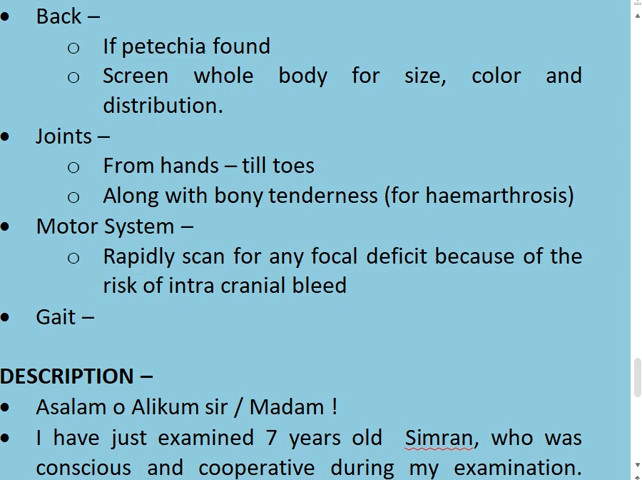 • Back –
o If petechia found
o Screen whole body for size, color and
distribution.
• Joints –
o From hands – till toes
o Along with bony tenderness (for haemarthrosis)
• Motor System –
o Rapidly scan for any focal deficit because of the
risk of intra cranial bleed
• Gait –
DESCRIPTION –
• Asalam o Alikum sir / Madam !
• I have just examined 7 years old Simran, who was
conscious and cooperative during my examination.